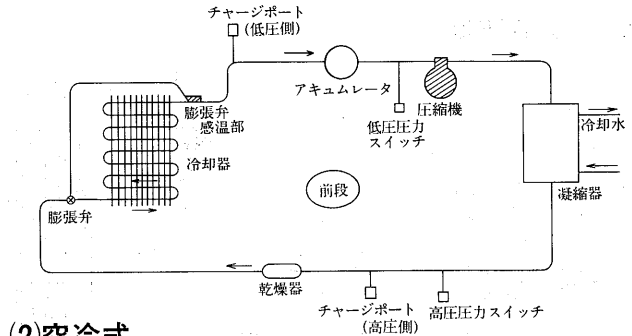 チャージポート
(低圧側)
アキュムレータ
圧縮機
低圧圧力
スイッチ
膨張弁
感温部
冷却器
冷却水
凝縮器
前段
膨張弁
乾燥器
チャージポート
(高圧側)
高圧圧力スイッチ
(2)空冷式